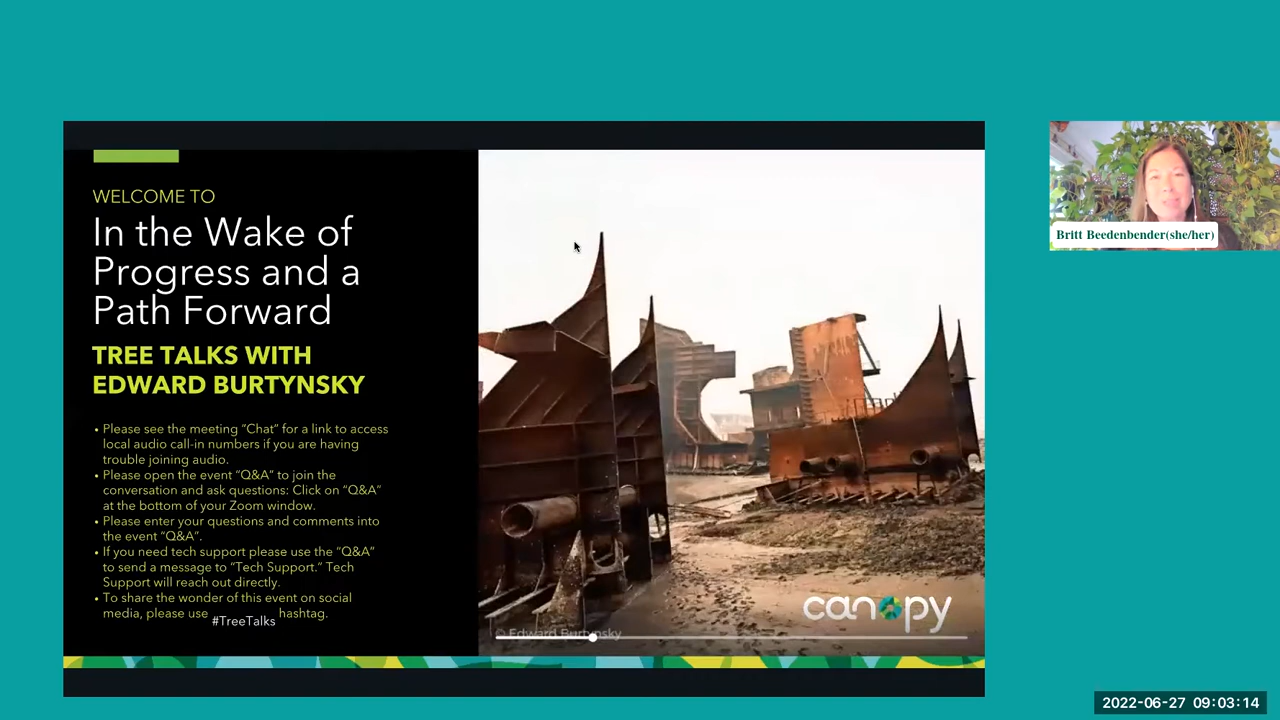 WELCOME TO
In the Wake of
Progress and a
Path Forward
TREE TALKS WITH
EDWARD BURTYNSKY
• Please see the meeting “Chat” for a link to access
local audio call-in numbers if you are having
trouble joining audio.
• Please open the event “Q&A” to join the
conversation and ask questions: Click on “Q&A”
at the bottom of your Zoom window.
• Please enter your questions and comments into
the event “Q&A”.
• If you need tech support please use the “Q&A”
to send a message to “Tech Support.” Tech
Support will reach out directly.
• To share the wonder of this event on social
media, please use #TreeTalks hashtag.
canopy
© Edward Burtynsky
Britt Beedenbender(she/her)
2022-06-27 09:03:14